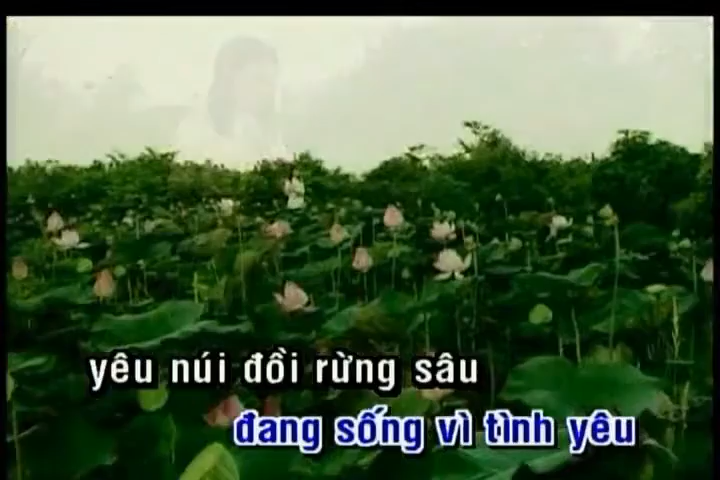 yêu núi đồi rừng sâu
đang sống vì tình yêu